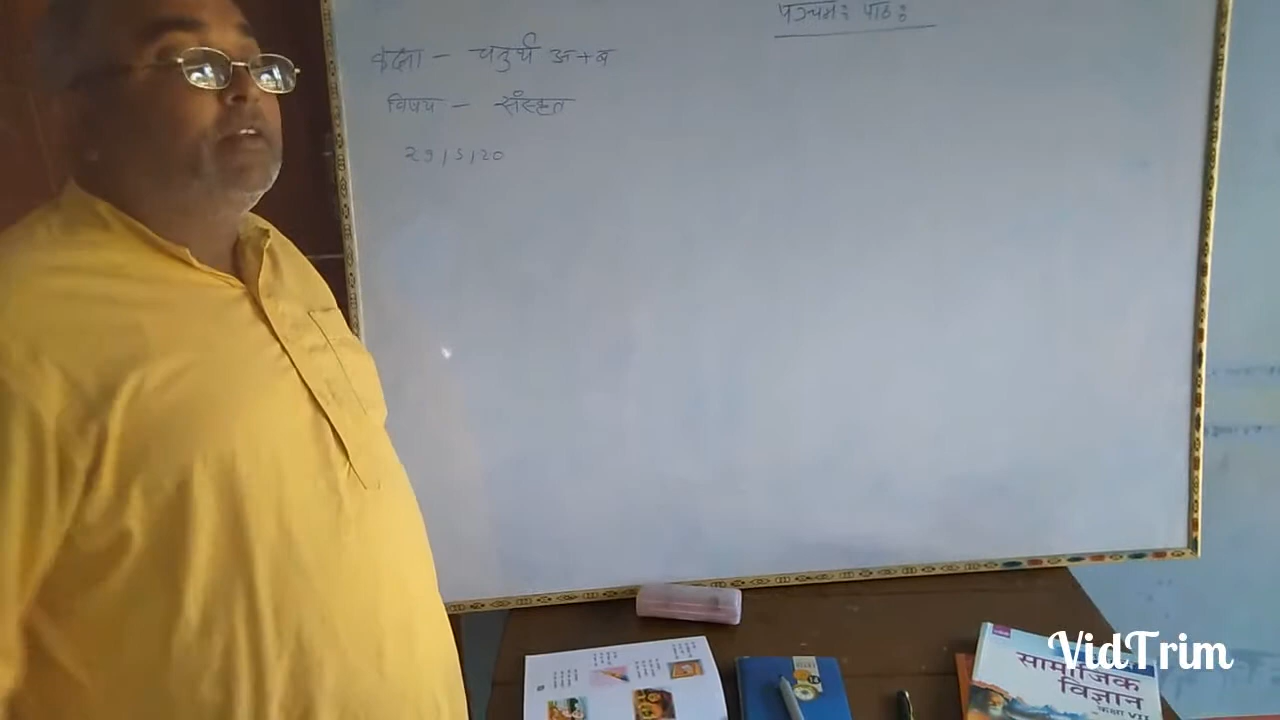 पञ्चमः पाठः
कक्षा - चतुर्थ अ+ब
विषय - संस्कृत
29/5/20
VidTrim
सामाजिक
विज्ञान
कक्षा VII